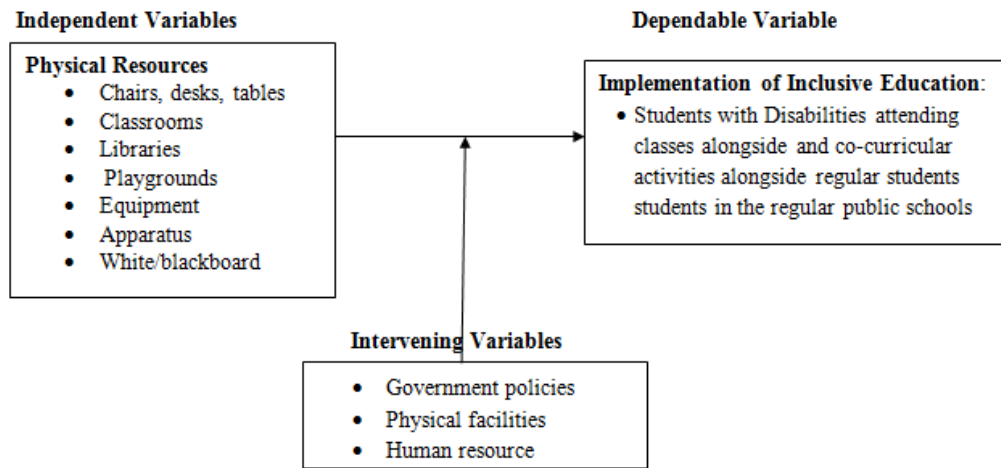 Independent Variables
Physical Resources
• Chairs, desks, tables
• Classrooms
• Libraries
• Playgrounds
• Equipment
• Apparatus
• White/blackboard
Dependable Variable
Implementation of Inclusive Education:
• Students with Disabilities attending
classes alongside and co-curricular
activities alongside regular students
students in the regular public schools
Intervening Variables
• Government policies
• Physical facilities
• Human resource